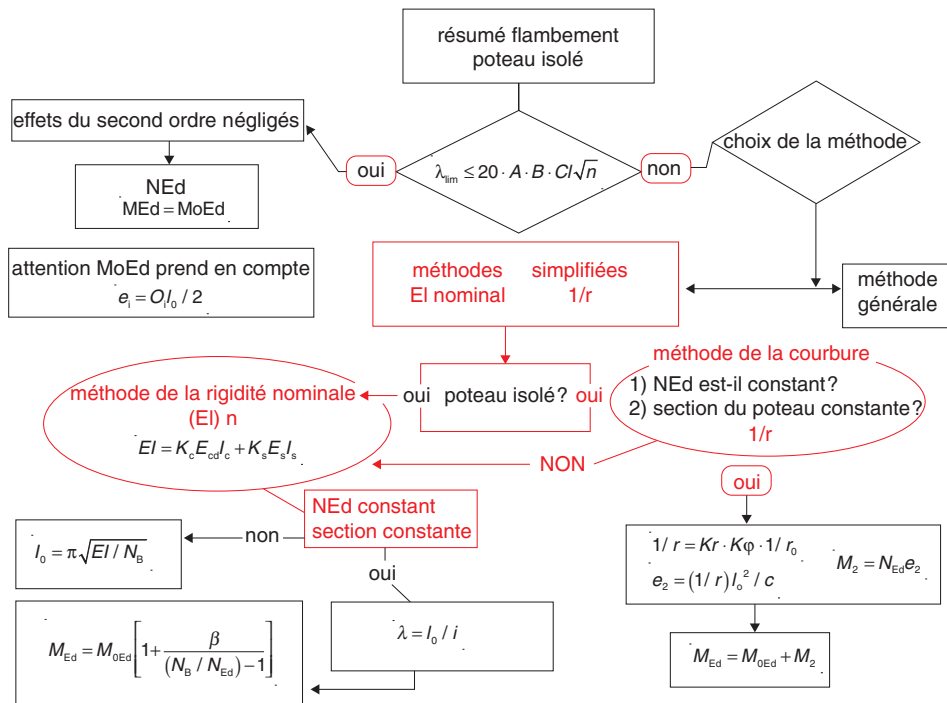 résumé flambement
poteau isolé
effets du second ordre négligés
choix de la méthode
oui
λlim ≤ 20 · A · B · Cl√n
non
NEd
MEd = MoEd
attention MoEd prend en compte
ei = Oil0 / 2
méthodes simplifiées
El nominal 1/r
méthode
générale
méthode de la courbure
1) NEd est-il constant ?
2) section du poteau constante ?
1/r
oui poteau isolé ? oui
méthode de la rigidité nominale
(El) n
El = KcEcdIc + KsEsIs
NON
oui
NEd constant
section constante
non
l0 = π√El / NB
oui
1/ r = Kr · Kφ · 1/ r0
e2 = (1/ r) lo² / c
M2 = NEde2
MEd = M0Ed [1 + β / ((NB / NEd) − 1)]
λ = l0 / i
MEd = M0Ed + M2